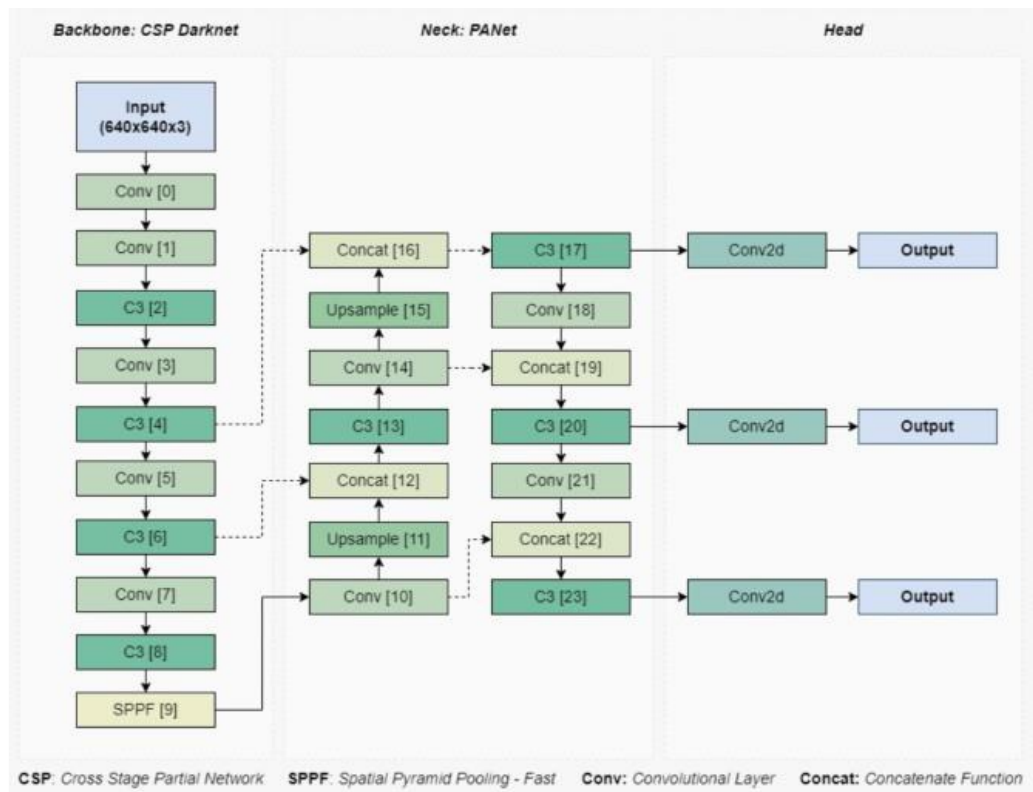 Backbone: CSP Darknet
Neck: PANet
Head
Input
(640x640x3)
Conv [0]
Conv [1]
C3 [2]
Conv [3]
C3 [4]
Conv [5]
C3 [6]
Conv [7]
C3 [8]
SPPF [9]
Concat [16]
Upsample [15]
Conv [14]
C3 [13]
Concat [12]
Upsample [11]
Conv [10]
C3 [17]
Conv [18]
Concat [19]
C3 [20]
Conv [21]
Concat [22]
C3 [23]
Conv2d
Output
Conv2d
Output
Conv2d
Output
CSP: Cross Stage Partial Network
SPPF: Spatial Pyramid Pooling - Fast
Conv: Convolutional Layer
Concat: Concatenate Function